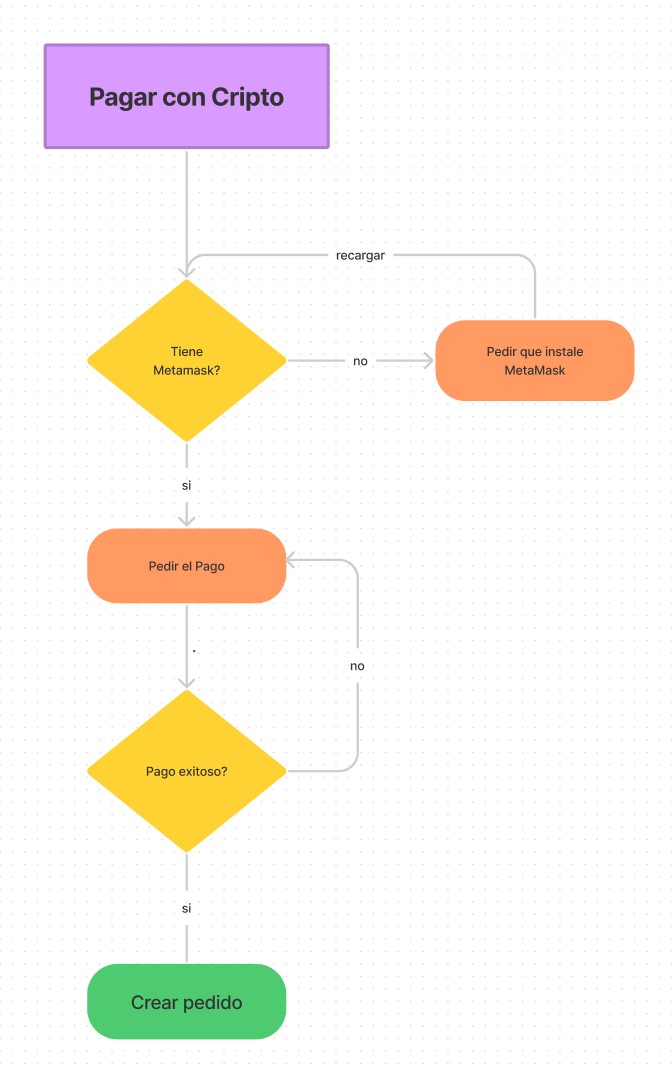 Pagar con Cripto
recargar
Tiene
Metamask?
no
Pedir que instale
MetaMask
si
Pedir el Pago
.
no
Pago exitoso?
si
Crear pedido